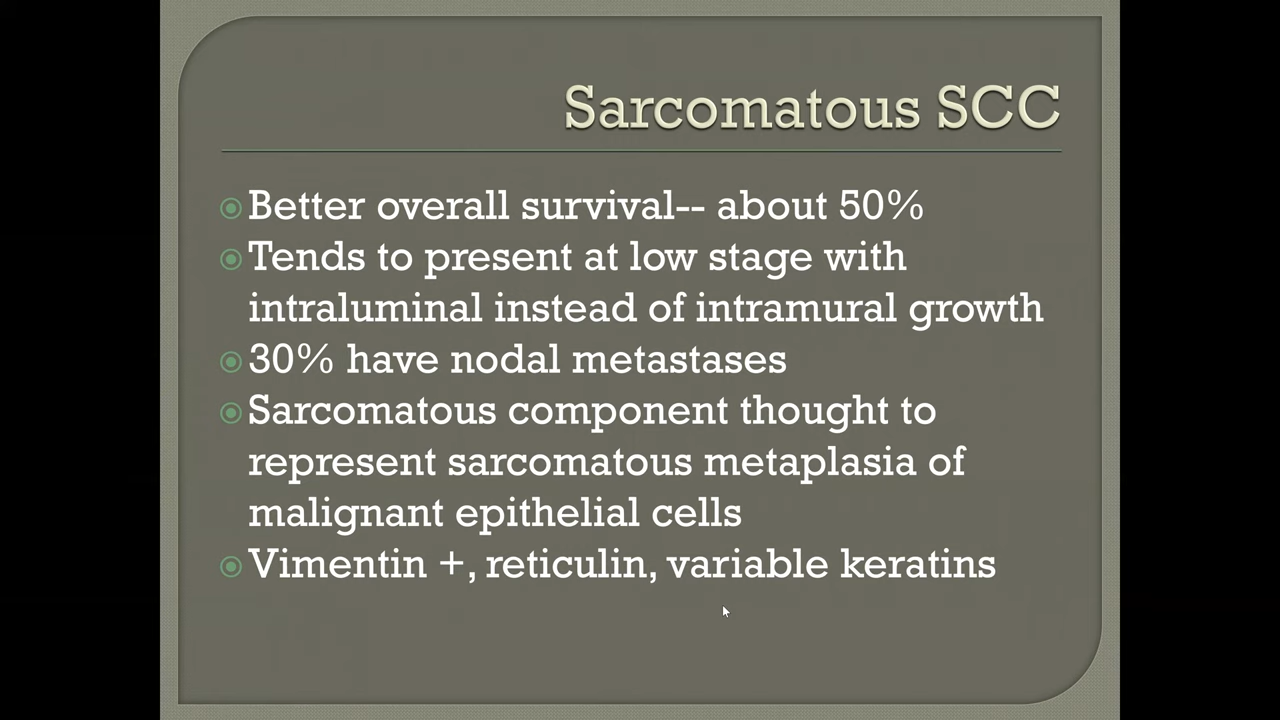 Sarcomatous SCC
Better overall survival-- about 50%
Tends to present at low stage with
intraluminal instead of intramural growth
30% have nodal metastases
Sarcomatous component thought to
represent sarcomatous metaplasia of
malignant epithelial cells
Vimentin +, reticulin, variable keratins